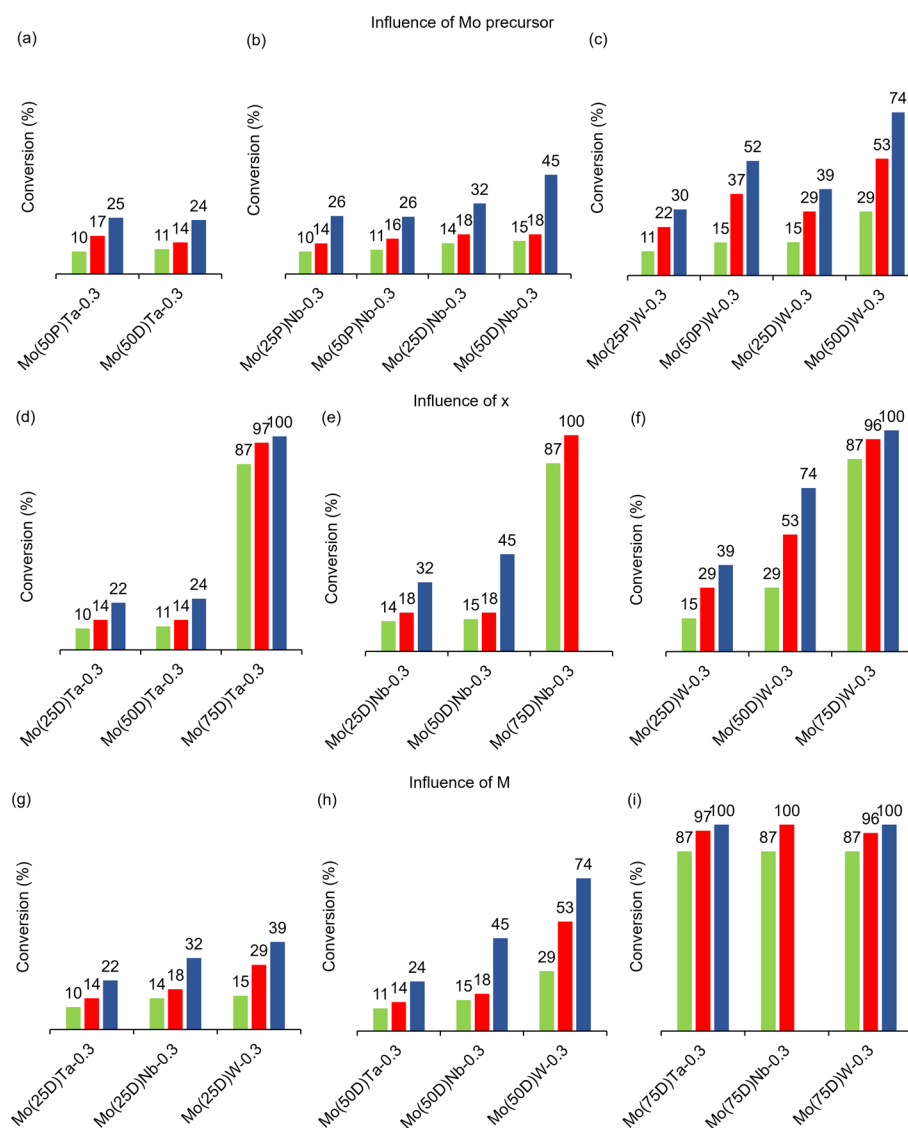 Influence of Mo precursor
(a)
Conversion (%)
10 17 25
11 14 24
Mo(50P)Ta-0.3
Mo(50D)Ta-0.3
(b)
Conversion (%)
10 14 26
11 16 26
14 18 32
15 18 45
Mo(25P)Nb-0.3
Mo(50P)Nb-0.3
Mo(25D)Nb-0.3
Mo(50D)Nb-0.3
(c)
Conversion (%)
11 22 30
15 37 52
15 29 39
29 53 74
Mo(25P)W-0.3
Mo(50P)W-0.3
Mo(25D)W-0.3
Mo(50D)W-0.3
Influence of x
(d)
Conversion (%)
10 14 22
11 14 24
87 97 100
Mo(25D)Ta-0.3
Mo(50D)Ta-0.3
Mo(75D)Ta-0.3
(e)
Conversion (%)
14 18 32
15 18 45
87 100
Mo(25D)Nb-0.3
Mo(50D)Nb-0.3
Mo(75D)Nb-0.3
(f)
Conversion (%)
15 29 39
29 53 74
87 96 100
Mo(25D)W-0.3
Mo(50D)W-0.3
Mo(75D)W-0.3
Influence of M
(g)
Conversion (%)
10 14 22
14 18 32
15 29 39
Mo(25D)Ta-0.3
Mo(25D)Nb-0.3
Mo(25D)W-0.3
(h)
Conversion (%)
11 14 24
15 18 45
29 53 74
Mo(50D)Ta-0.3
Mo(50D)Nb-0.3
Mo(50D)W-0.3
(i)
Conversion (%)
87 97 100
87 100
87 96 100
Mo(75D)Ta-0.3
Mo(75D)Nb-0.3
Mo(75D)W-0.3